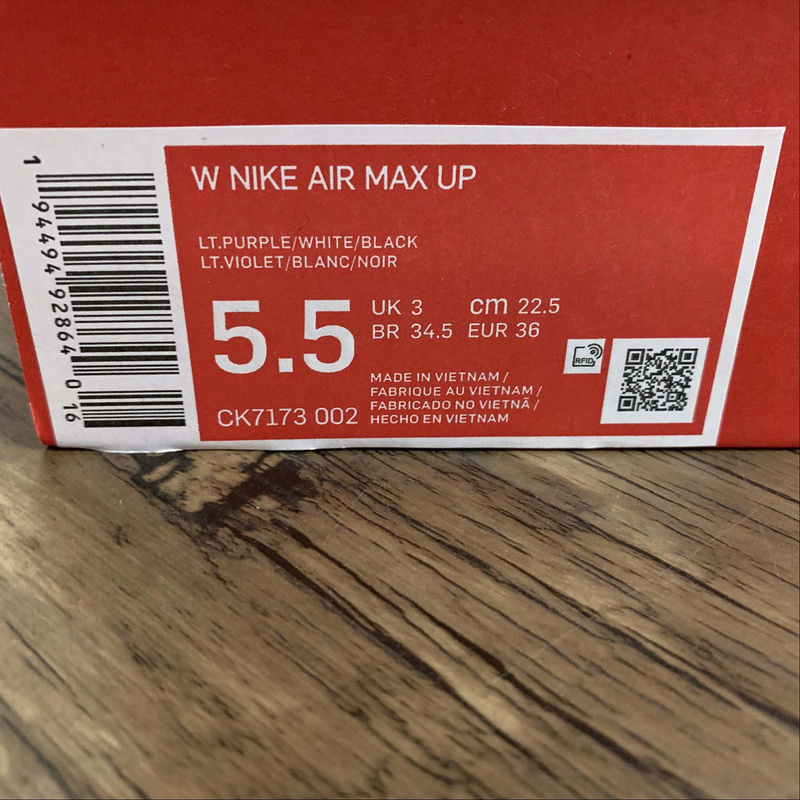 W NIKE AIR MAX UP
LT.PURPLE/WHITE/BLACK
LT.VIOLET/BLANC/NOIR
5.5
UK 3 cm 22.5
BR 34.5 EUR 36
CK7173 002
MADE IN VIETNAM /
FABRIQUE AU VIETNAM /
FABRICADO NO VIETNÃ /
HECHO EN VIETNAM
RFID
1 94494 92864 0 16